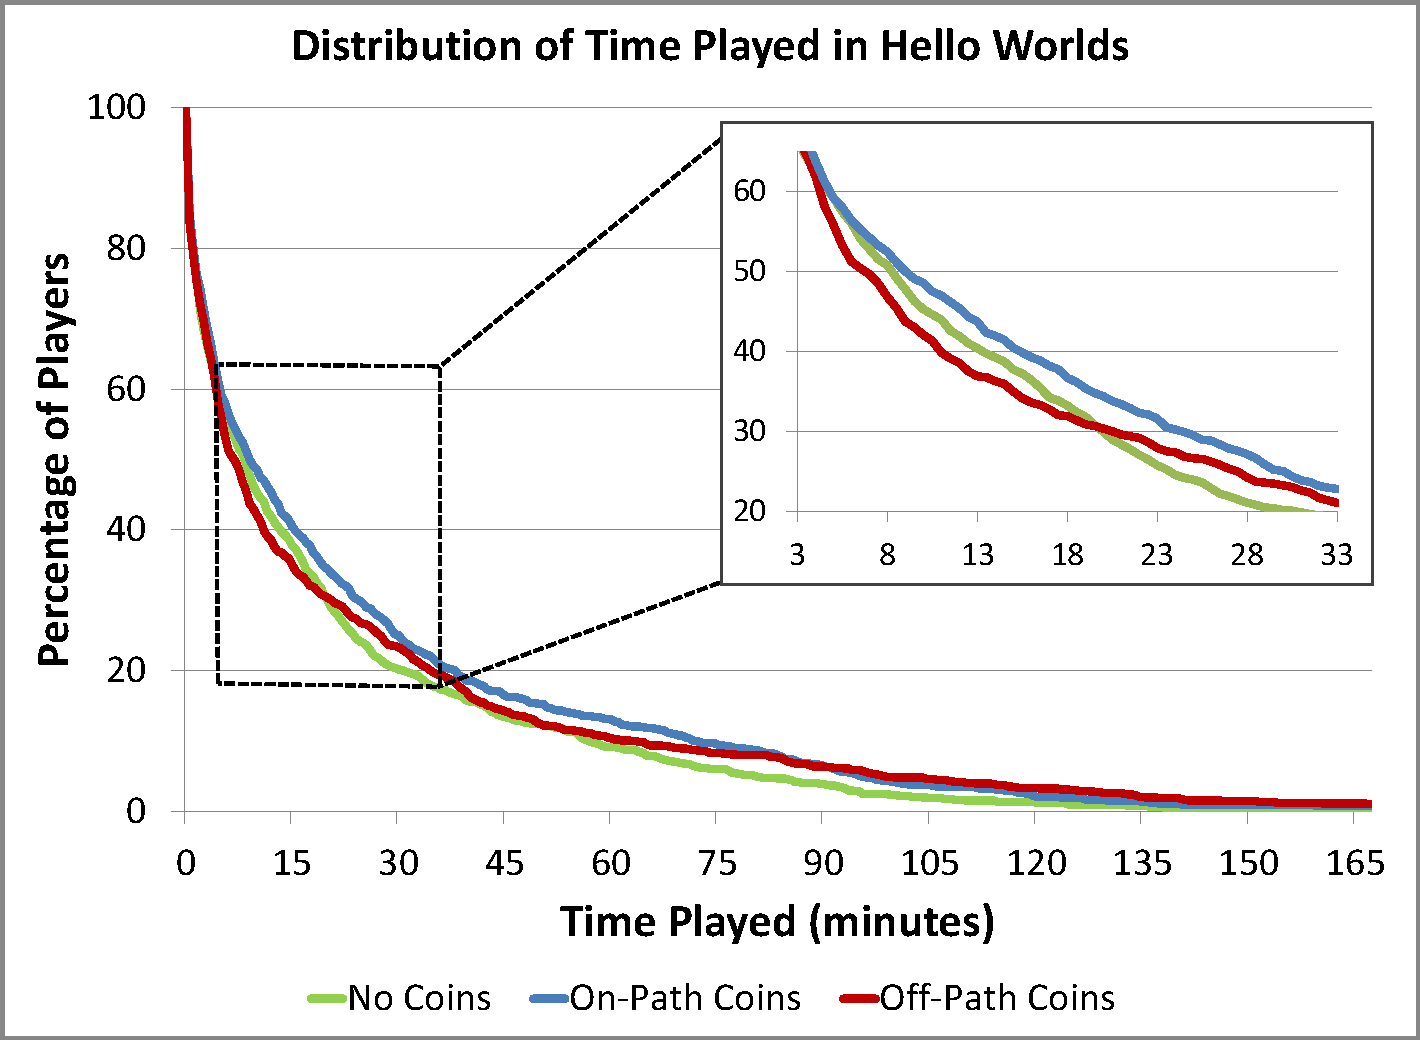 Distribution of Time Played in Hello Worlds
Percentage of Players
100
80
60
40
20
0
0 15 30 45 60 75 90 105 120 135 150 165
Time Played (minutes)
60
50
40
30
20
3 8 13 18 23 28 33
No Coins On-Path Coins Off-Path Coins